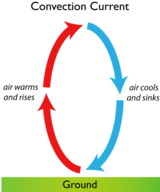 Convection Current
air warms
and rises
air cools
and sinks
Ground